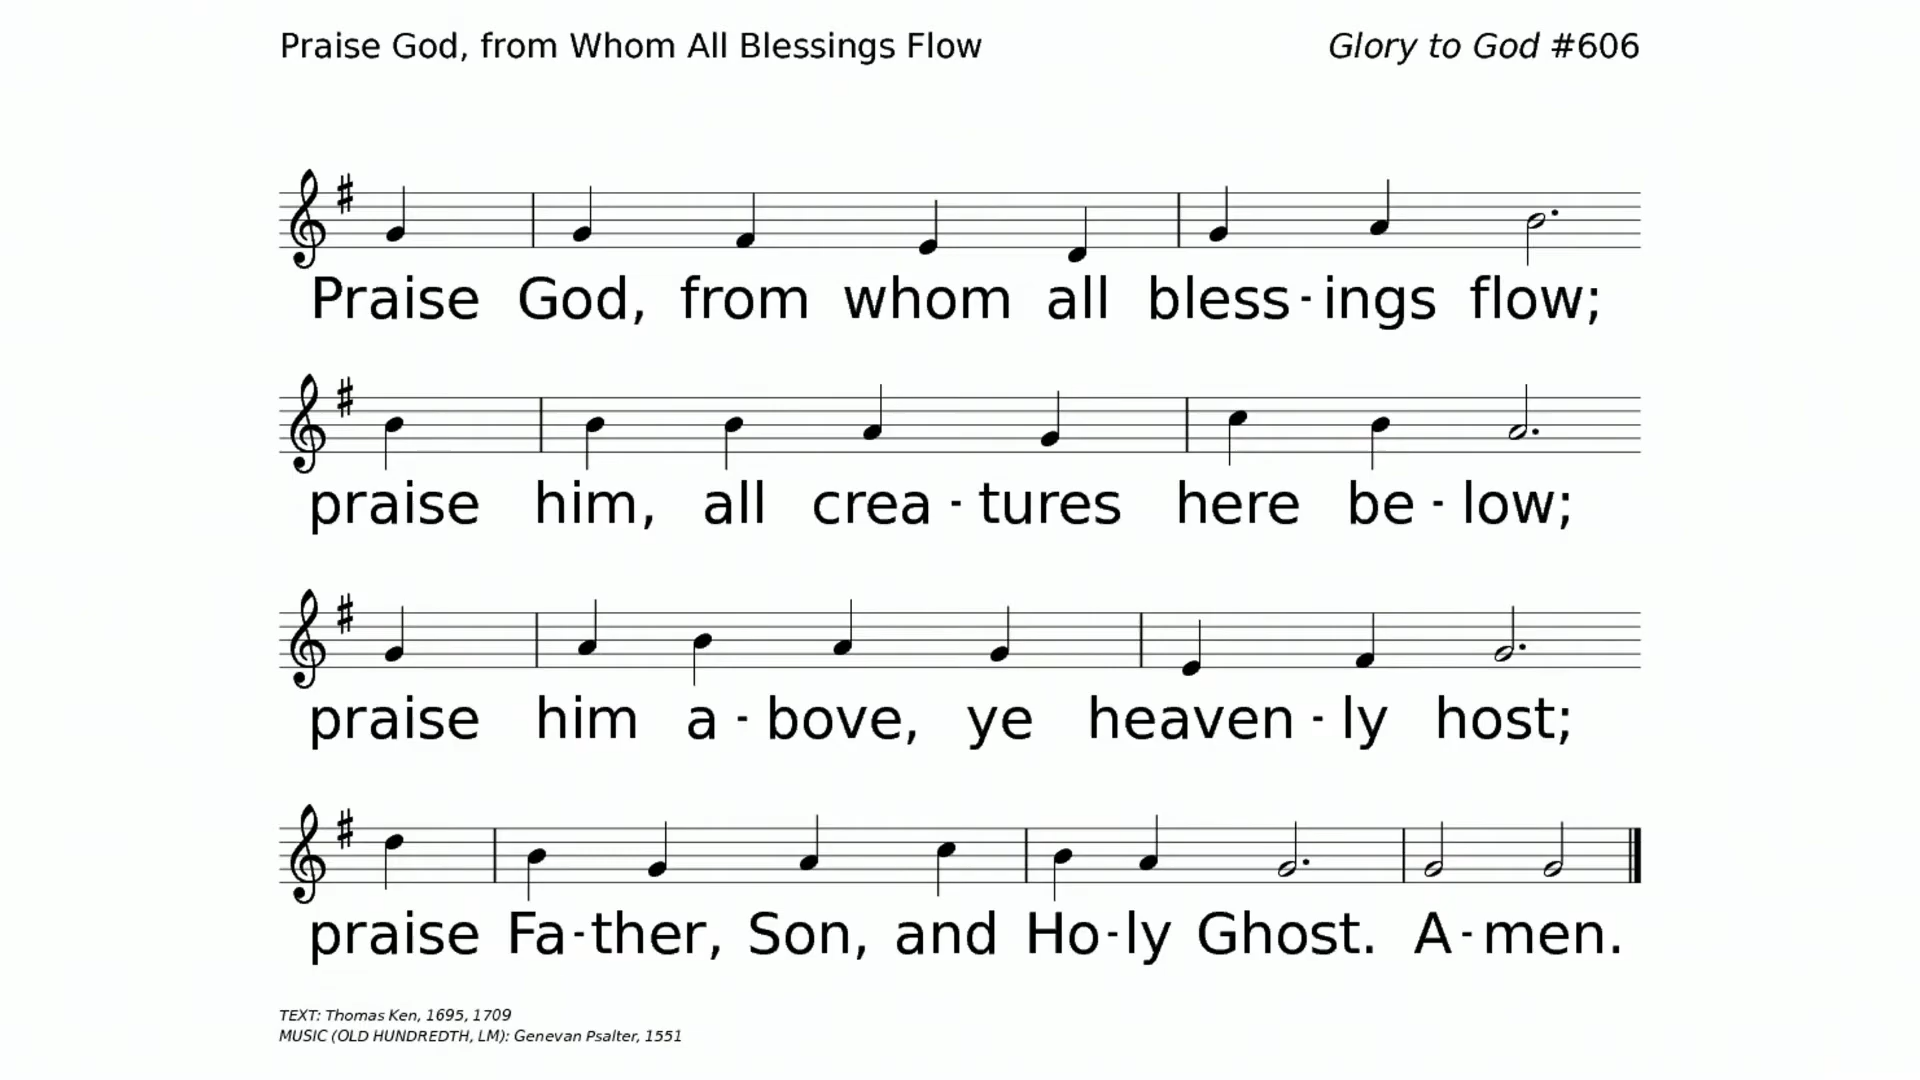 Praise God, from Whom All Blessings Flow
Glory to God #606
Praise God, from whom all bless-ings flow;
praise him, all crea-tures here be-low;
praise him a-bove, ye heaven-ly host;
praise Fa-ther, Son, and Ho-ly Ghost. A-men.
TEXT: Thomas Ken, 1695, 1709
MUSIC (OLD HUNDREDTH, LM): Genevan Psalter, 1551